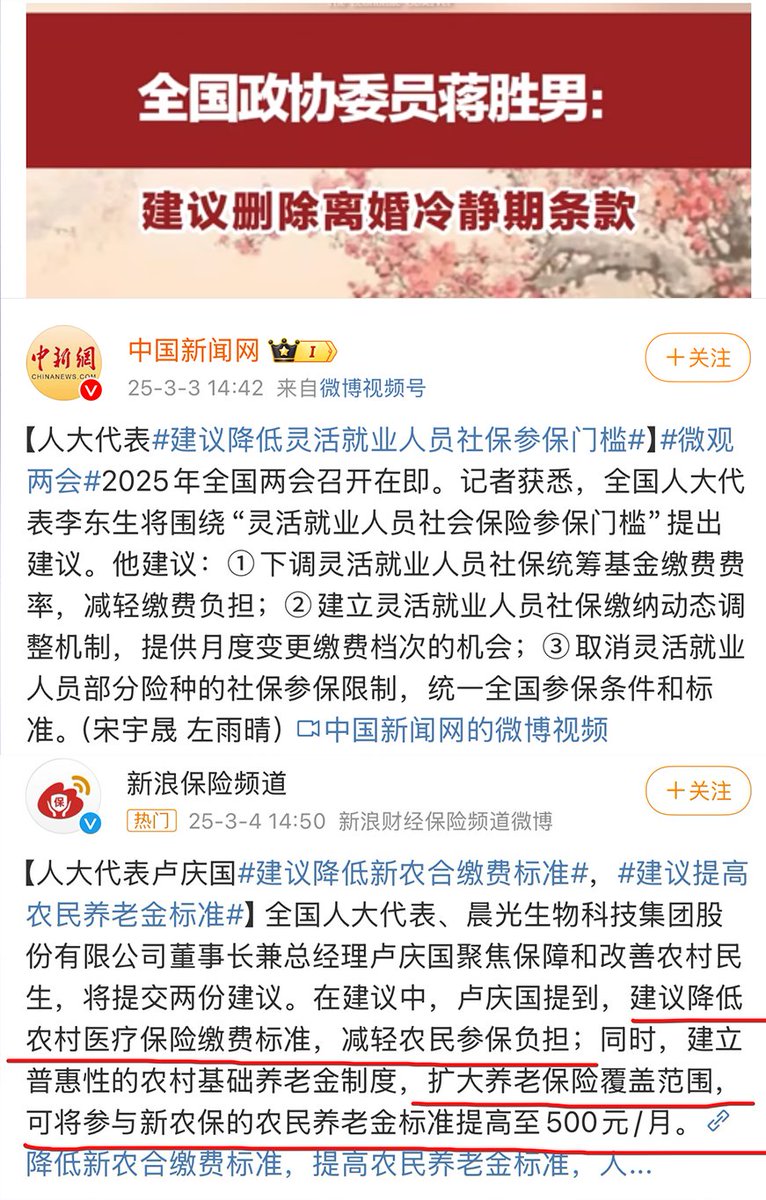 全国政协委员蒋胜男:
建议删除离婚冷静期条款
中新網
CHINANEWS.COM
中国新闻网
I
+关注
25-3-3 14:42 来自微博视频号
【人大代表#建议降低灵活就业人员社保参保门槛#】#微观
两会#2025年全国两会召开在即。记者获悉，全国人大代
表李东生将围绕“灵活就业人员社会保险参保门槛”提出
建议。他建议：①下调灵活就业人员社保统筹基金缴费费
率，减轻缴费负担；②建立灵活就业人员社保缴纳动态调
整机制，提供月度变更缴费档次的机会；③取消灵活就业
人员部分险种的社保参保限制，统一全国参保条件和标
准。(宋宇晟 左雨晴) 中国新闻网的微博视频
保
新浪保险频道
+关注
热门 25-3-4 14:50 新浪财经保险频道微博
【人大代表卢庆国#建议降低新农合缴费标准#，#建议提高
农民养老金标准#】全国人大代表、晨光生物科技集团股
份有限公司董事长兼总经理卢庆国聚焦保障和改善农村民
生，将提交两份建议。在建议中，卢庆国提到，建议降低
农村医疗保险缴费标准，减轻农民参保负担；同时，建立
普惠性的农村基础养老金制度，扩大养老保险覆盖范围，
可将参与新农保的农民养老金标准提高至500元/月。
降低新农合缴费标准，提高农民养老金标准，人...